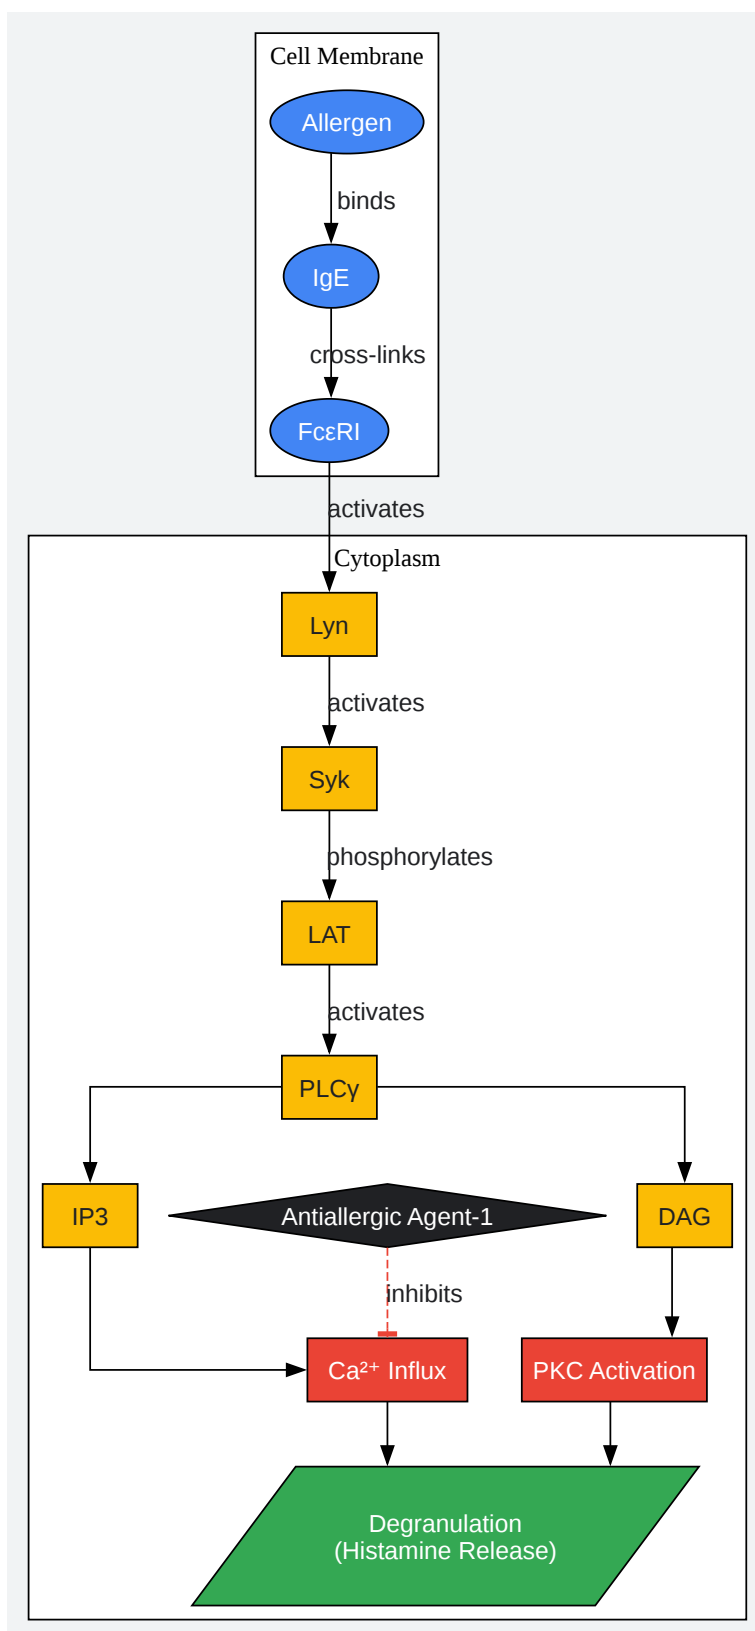 Cell Membrane
Allergen
binds
IgE
cross-links
FcεRI
activates
Cytoplasm
Lyn
activates
Syk
phosphorylates
LAT
activates
PLCγ
IP3
Antiallergic Agent-1
DAG
inhibits
Ca²⁺ Influx
PKC Activation
Degranulation
(Histamine Release)